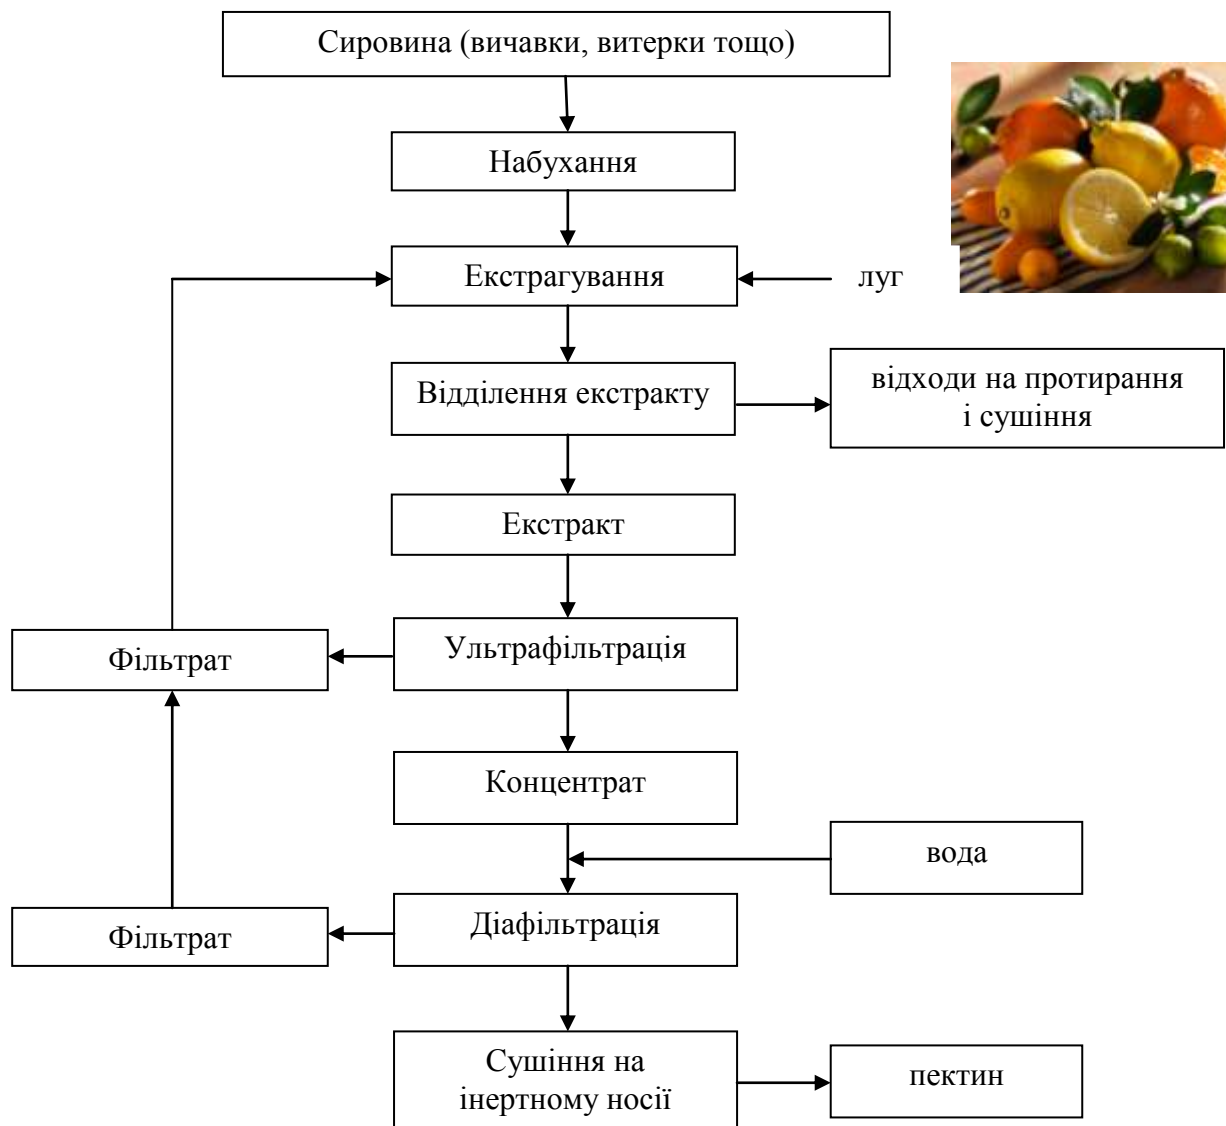 Сировина (вичавки, витерки тощо)
Набухання
Екстрагування
луг
Відділення екстракту
відходи на протирання
і сушіння
Екстракт
Ультрафільтрація
Фільтрат
Концентрат
вода
Діафільтрація
Фільтрат
Сушіння на
інертному носії
пектин